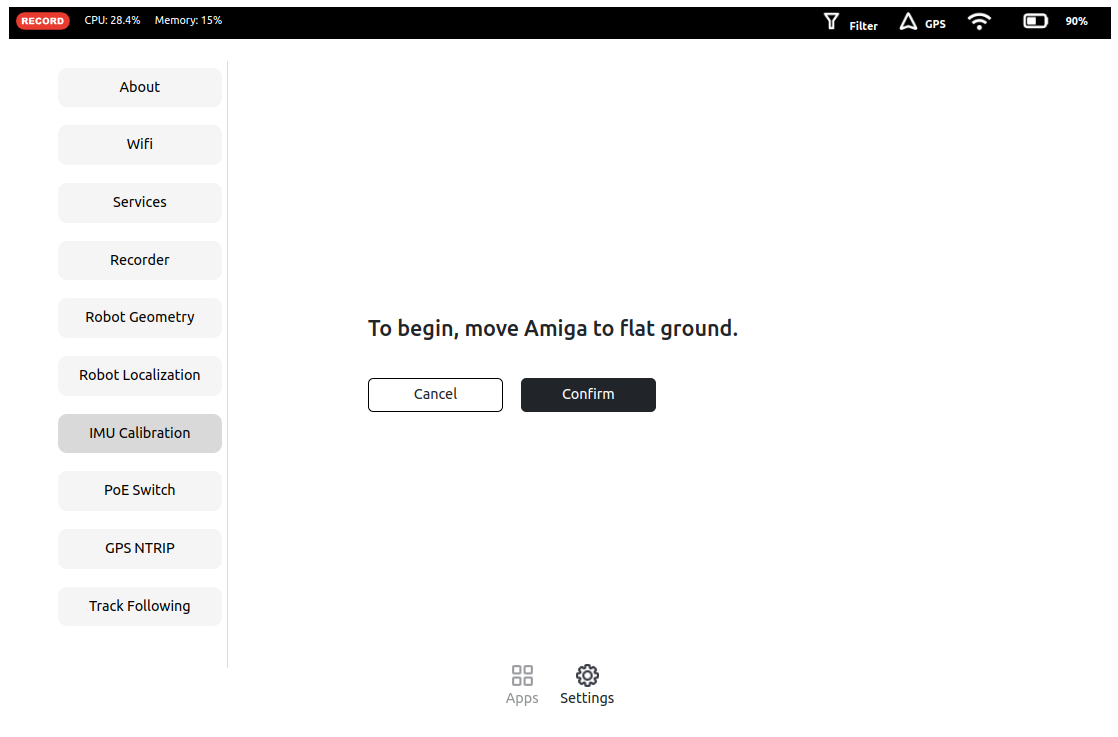 RECORD CPU: 28.4% Memory: 15% Filter GPS 90%
About
Wifi
Services
Recorder
Robot Geometry
Robot Localization
IMU Calibration
PoE Switch
GPS NTRIP
Track Following
To begin, move Amiga to flat ground.
Cancel Confirm
Apps Settings